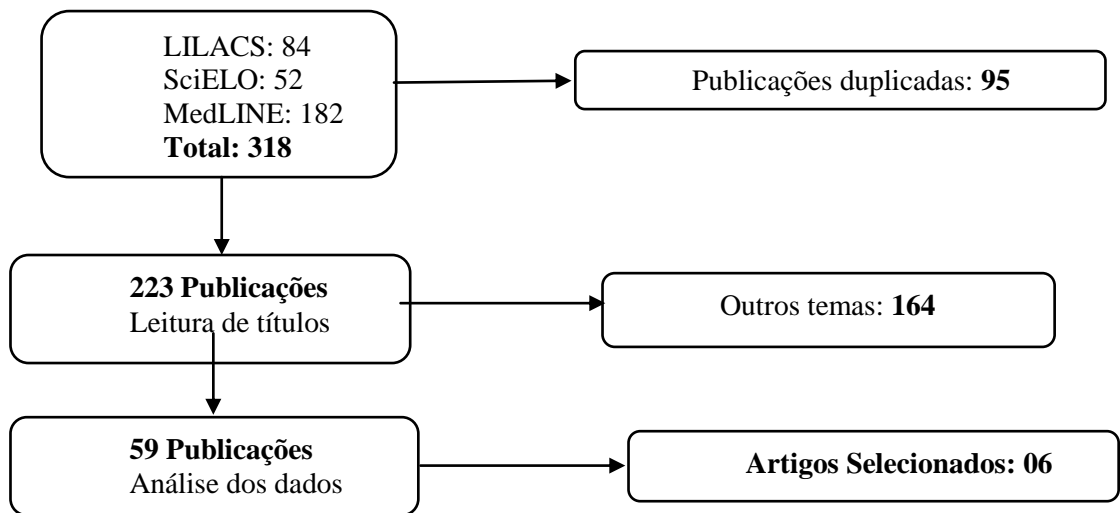 LILACS: 84
SciELO: 52
MedLINE: 182
Total: 318
Publicações duplicadas: 95
223 Publicações
Leitura de títulos
Outros temas: 164
59 Publicações
Análise dos dados
Artigos Selecionados: 06